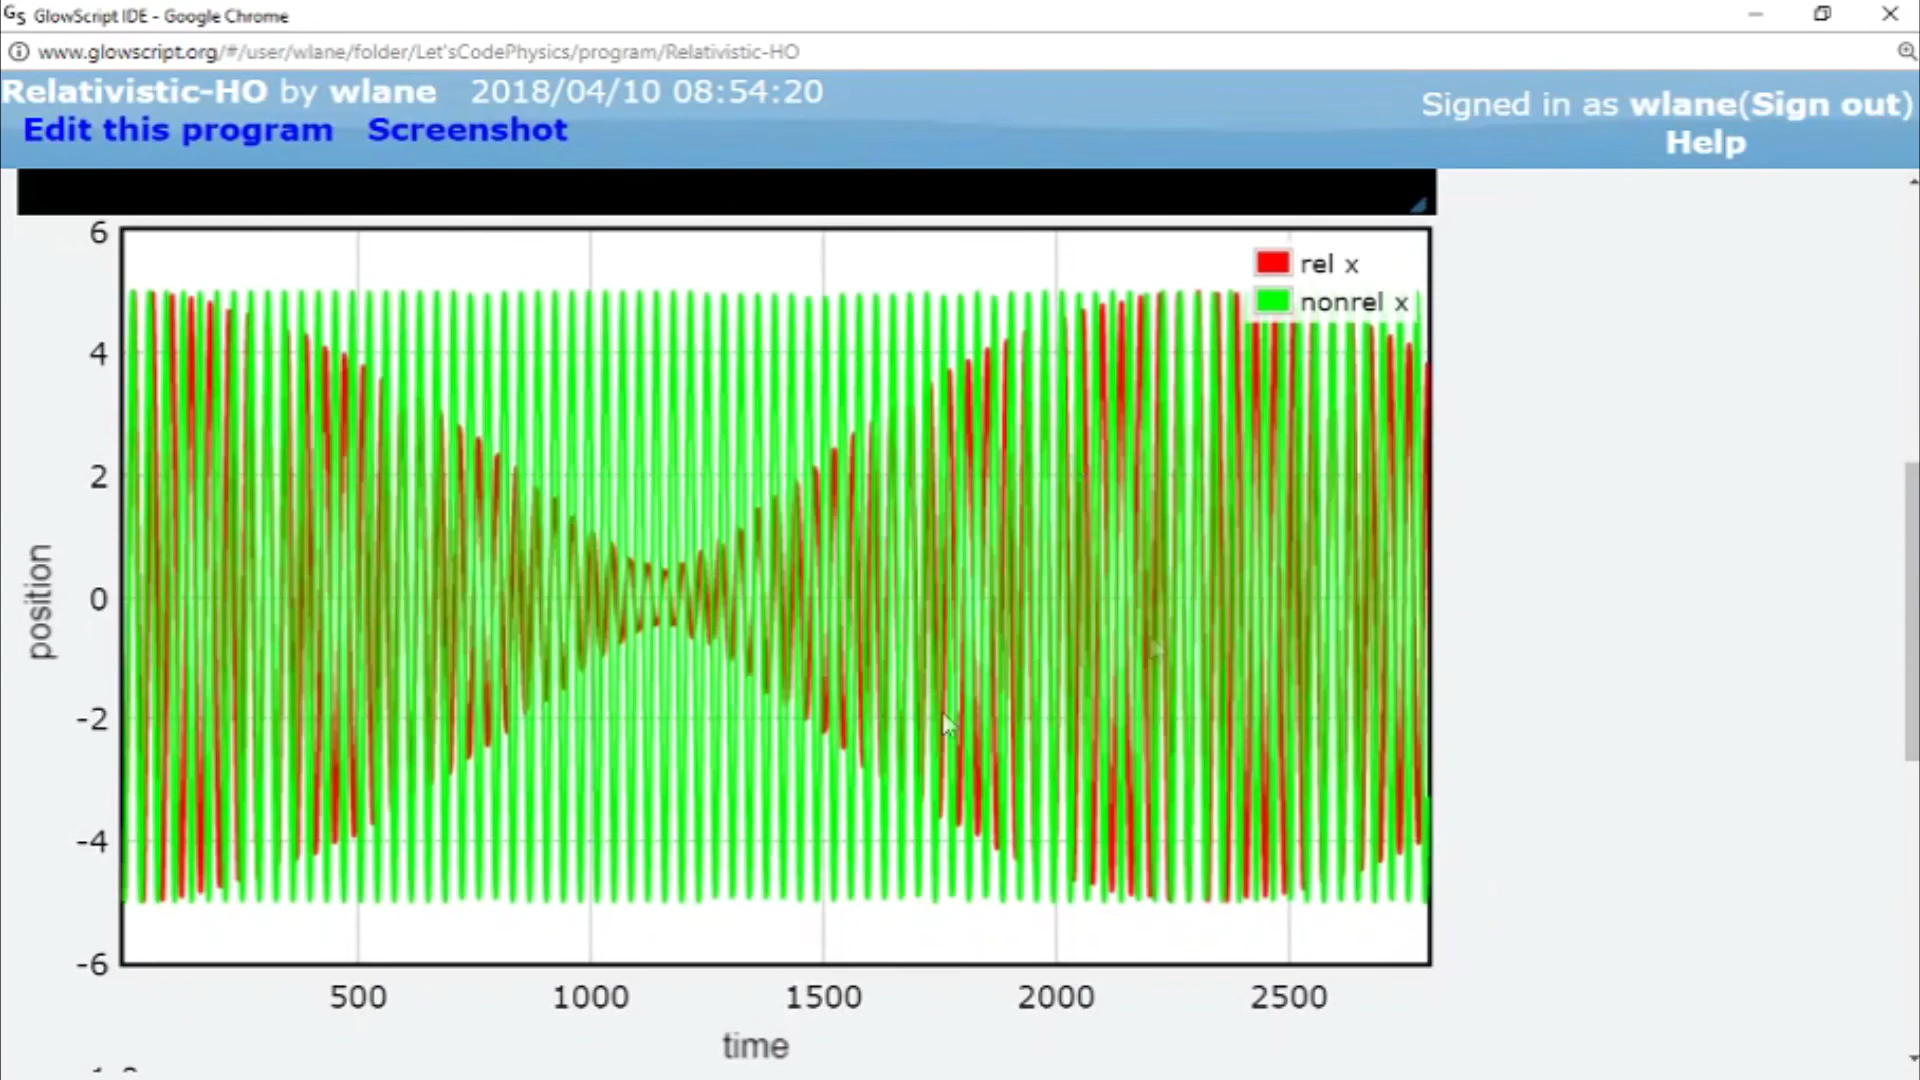 GS GlowScript IDE - Google Chrome
www.glowscript.org/#/user/wlane/folder/Let'sCodePhysics/program/Relativistic-HO
Relativistic-HO by wlane 2018/04/10 08:54:20
Signed in as wlane(Sign out)
Edit this program Screenshot
Help
6
rel x
nonrel x
4
2
0
-2
-4
-6
position
500 1000 1500 2000 2500
time